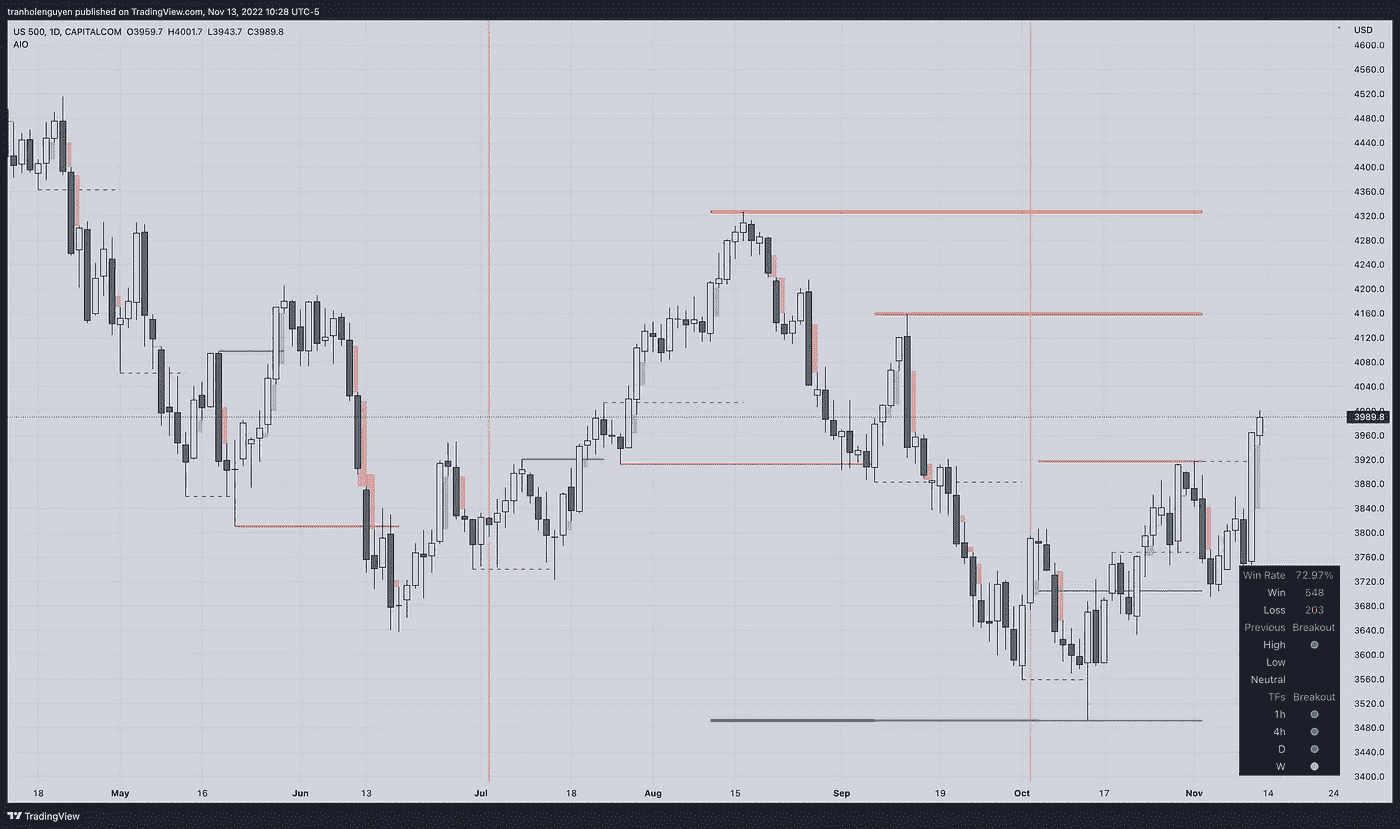 tranholenguyen published on TradingView.com, Nov 13, 2022 10:28 UTC-5
US 500, 1D, CAPITALCOM O3959.7 H4001.7 L3943.7 C3989.8
AIO
USD
4600.0
4560.0
4520.0
4480.0
4440.0
4400.0
4360.0
4320.0
4280.0
4240.0
4200.0
4160.0
4120.0
4080.0
4040.0
4000.0
3989.8
3960.0
3920.0
3880.0
3840.0
3800.0
3760.0
3720.0
3680.0
3640.0
3600.0
3560.0
3520.0
3480.0
3440.0
3400.0
Win Rate 72.97%
Win 548
Loss 203
Previous Breakout
High
Low
Neutral
TFs Breakout
1h
4h
D
W
18 May 16 Jun 13 Jul 18 Aug 15 Sep 19 Oct 17 Nov 14 24
TradingView